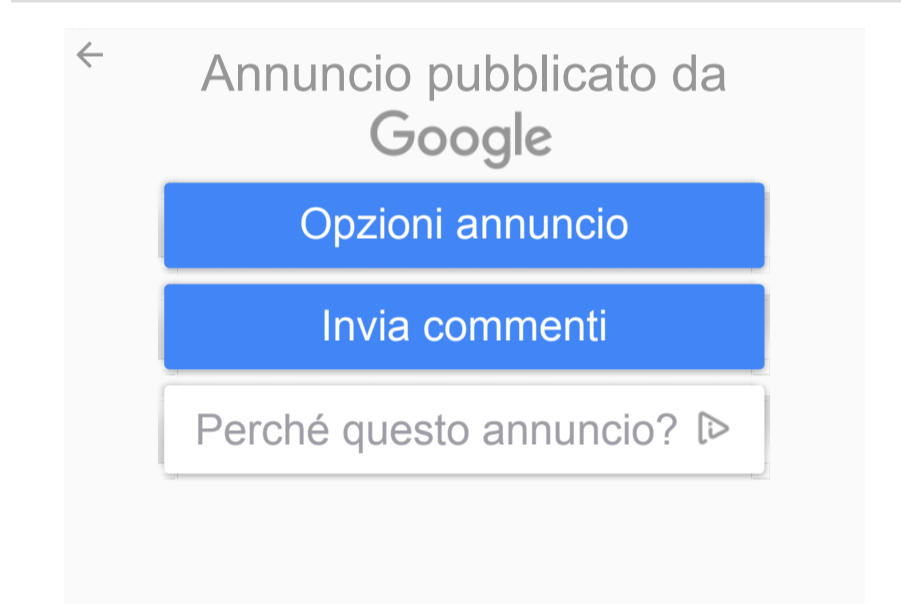 Annuncio pubblicato da
Google
Opzioni annuncio
Invia commenti
Perché questo annuncio?